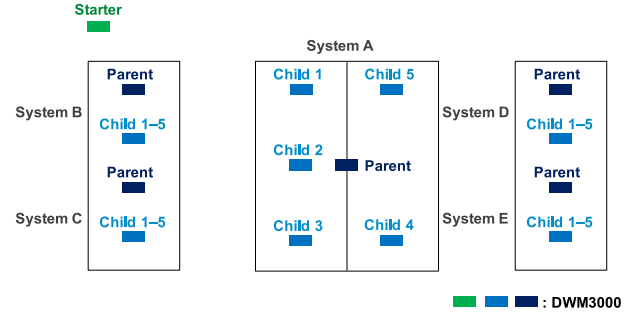 Starter
System A
Parent
Child 1
Child 5
Parent
System B
System D
Child 1–5
Child 1–5
Child 2
Parent
Parent
Parent
System C
Child 1–5
Child 3
Child 4
System E
Child 1–5
: DWM3000